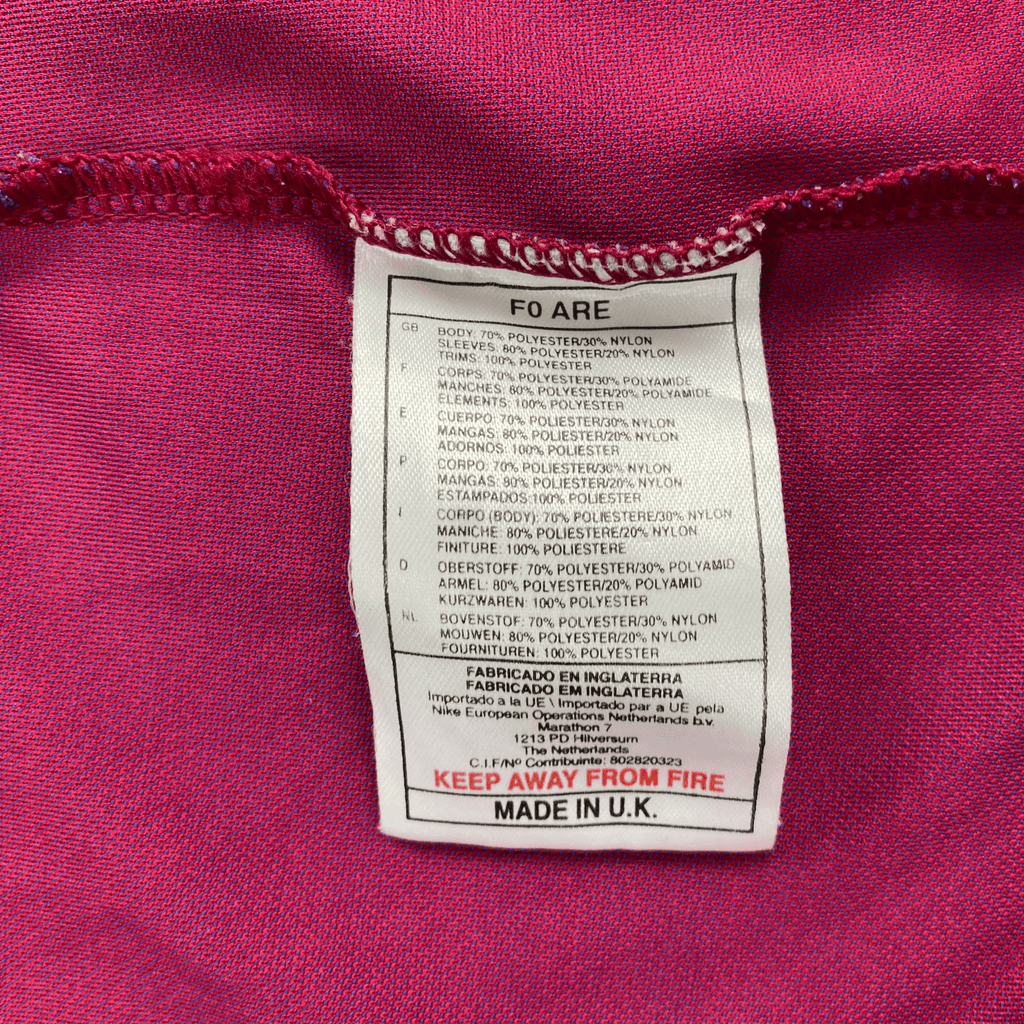 F0 ARE
GB BODY: 70% POLYESTER/30% NYLON
SLEEVES: 80% POLYESTER/20% NYLON
TRIMS: 100% POLYESTER
F CORPS: 70% POLYESTER/30% POLYAMIDE
MANCHES: 80% POLYESTER/20% POLYAMIDE
ELEMENTS: 100% POLYESTER
E CUERPO: 70% POLIESTER/30% NYLON
MANGAS: 80% POLIESTER/20% NYLON
ADORNOS: 100% POLIESTER
P CORPO: 70% POLIESTER/30% NYLON
MANGAS: 80% POLIESTER/20% NYLON
ESTAMPADOS:100% POLIESTER
I CORPO (BODY): 70% POLIESTERE/30% NYLON
MANICHE: 80% POLIESTERE/20% NYLON
FINITURE: 100% POLIESTERE
D OBERSTOFF: 70% POLYESTER/30% POLYAMID
ARMEL: 80% POLYESTER/20% POLYAMID
KURZWAREN: 100% POLYESTER
NL BOVENSTOF: 70% POLYESTER/30% NYLON
MOUWEN: 80% POLYESTER/20% NYLON
FOURNITUREN: 100% POLYESTER
FABRICADO EN INGLATERRA
FABRICADO EM INGLATERRA
Importado a la UE \ Importado par a UE pela
Nike European Operations Netherlands b.v.
Marathon 7
1213 PD Hilversum
The Netherlands
C.I.F/Nº Contribuinte: 802820323
KEEP AWAY FROM FIRE
MADE IN U.K.